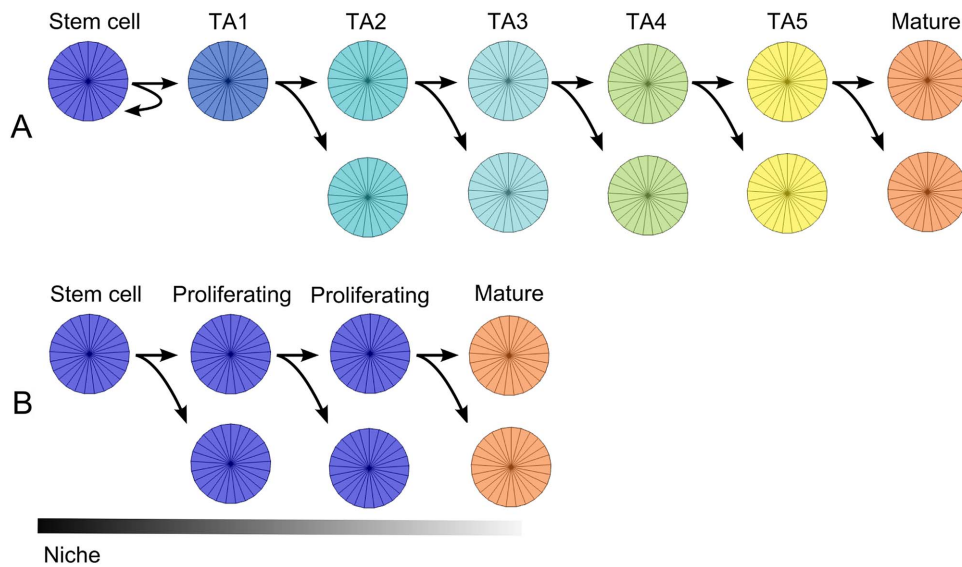 Stem cell TA1 TA2 TA3 TA4 TA5 Mature
A
Stem cell Proliferating Proliferating Mature
B
Niche